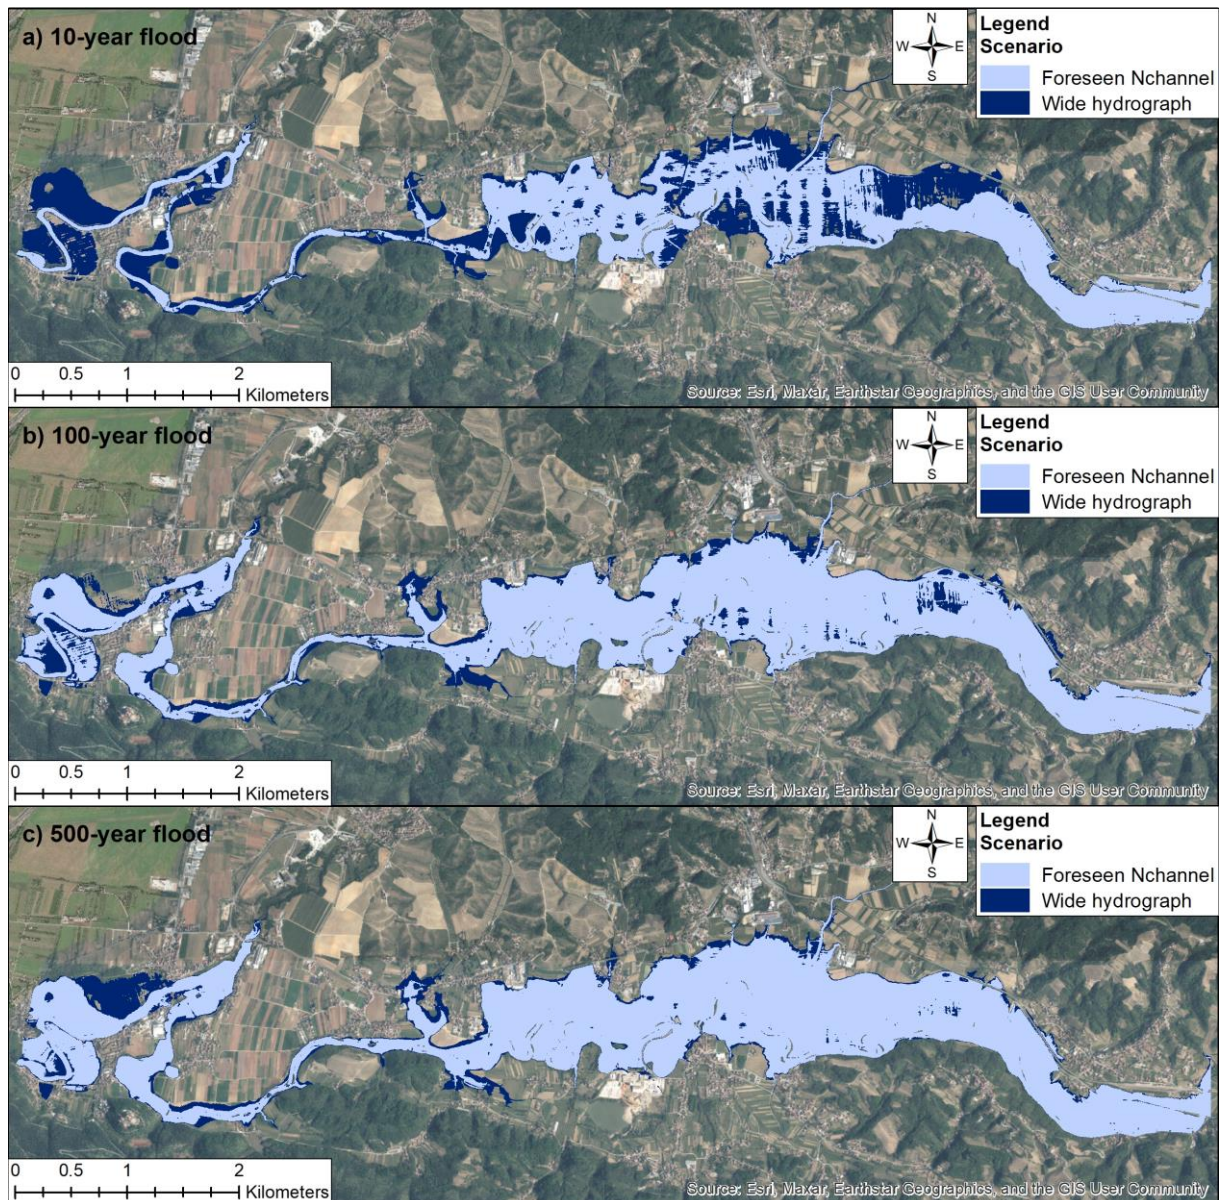 a) 10-year flood
N
W E
S
Legend
Scenario
Foreseen Nchannel
Wide hydrograph
0 0.5 1 2
Kilometers
Source: Esri, Maxar, Earthstar Geographics, and the GIS User Community
b) 100-year flood
N
W E
S
Legend
Scenario
Foreseen Nchannel
Wide hydrograph
0 0.5 1 2
Kilometers
Source: Esri, Maxar, Earthstar Geographics, and the GIS User Community
c) 500-year flood
N
W E
S
Legend
Scenario
Foreseen Nchannel
Wide hydrograph
0 0.5 1 2
Kilometers
Source: Esri, Maxar, Earthstar Geographics, and the GIS User Community